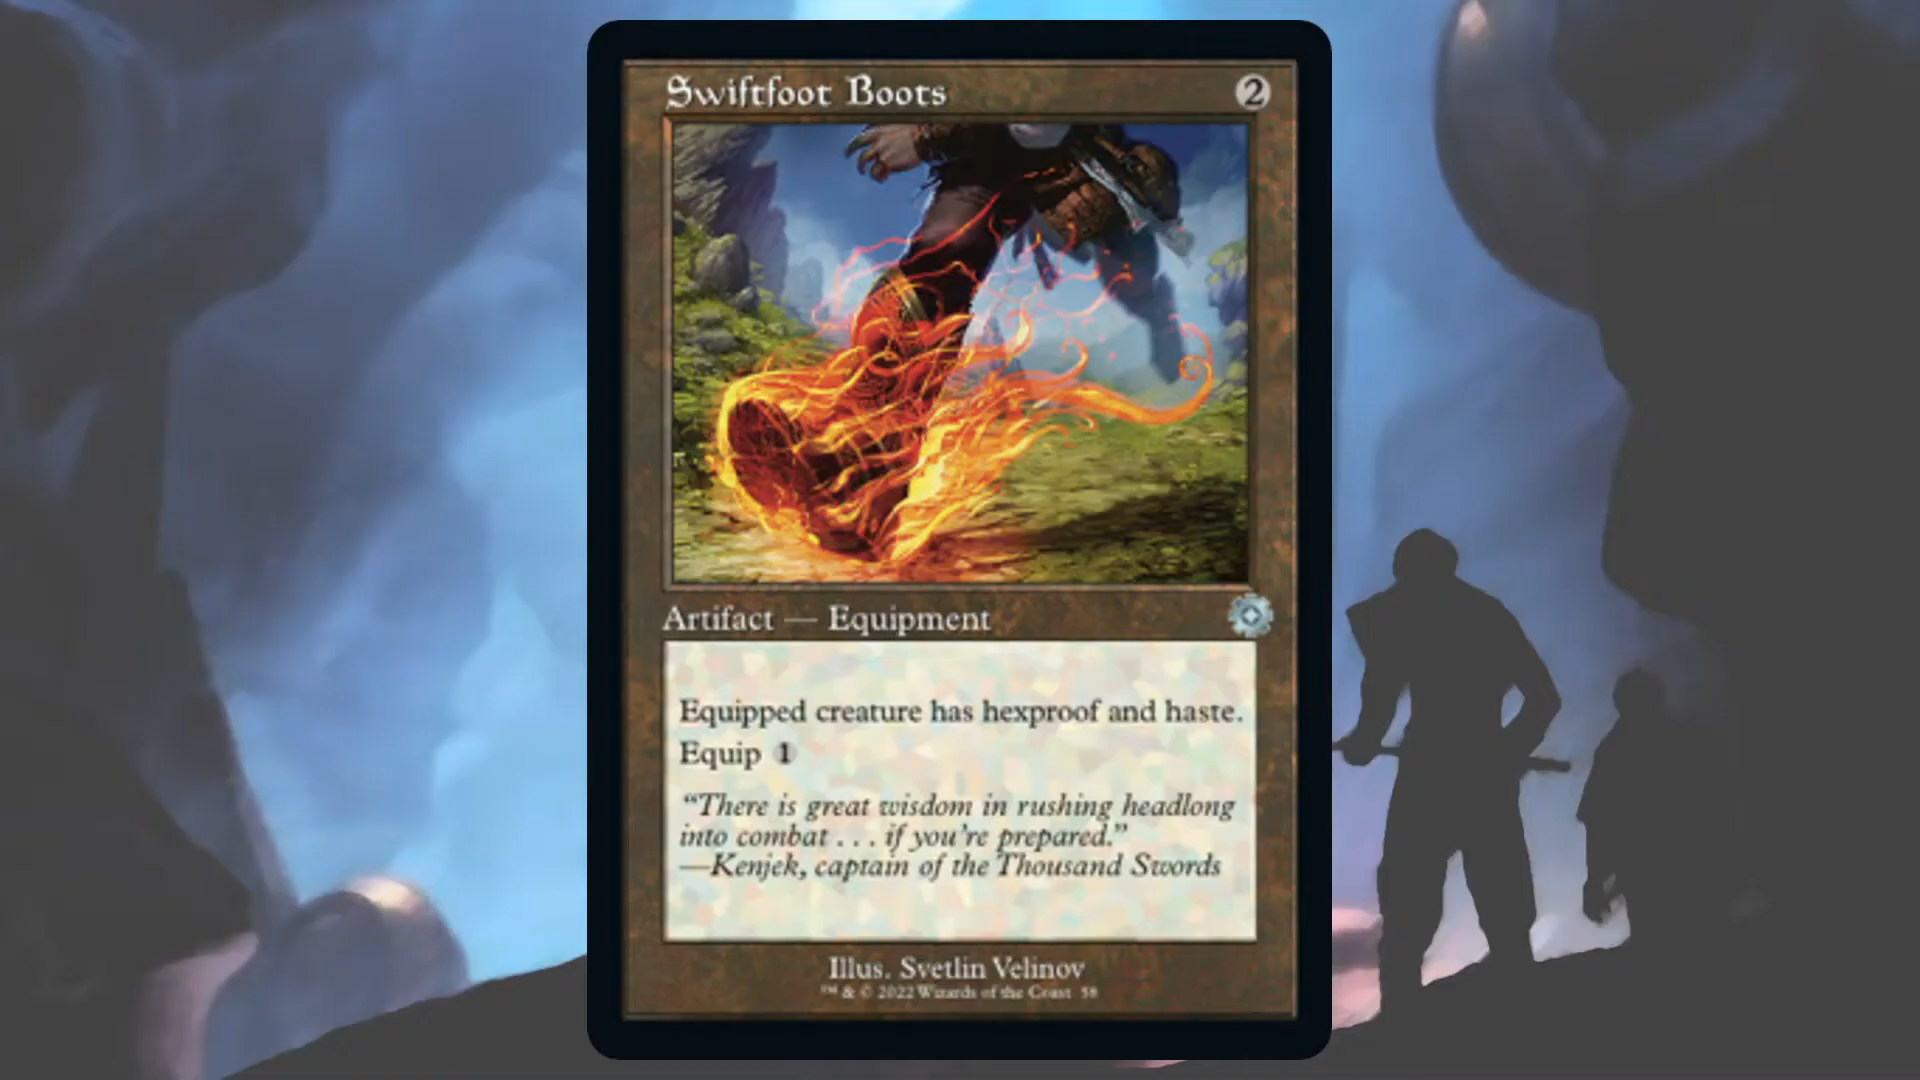 Swiftfoot Boots 2
Artifact — Equipment
Equipped creature has hexproof and haste.
Equip 1
“There is great wisdom in rushing headlong
into combat . . . if you’re prepared.”
—Kenjek, captain of the Thousand Swords
Illus. Svetlin Velinov
™ & © 2022 Wizards of the Coast 58